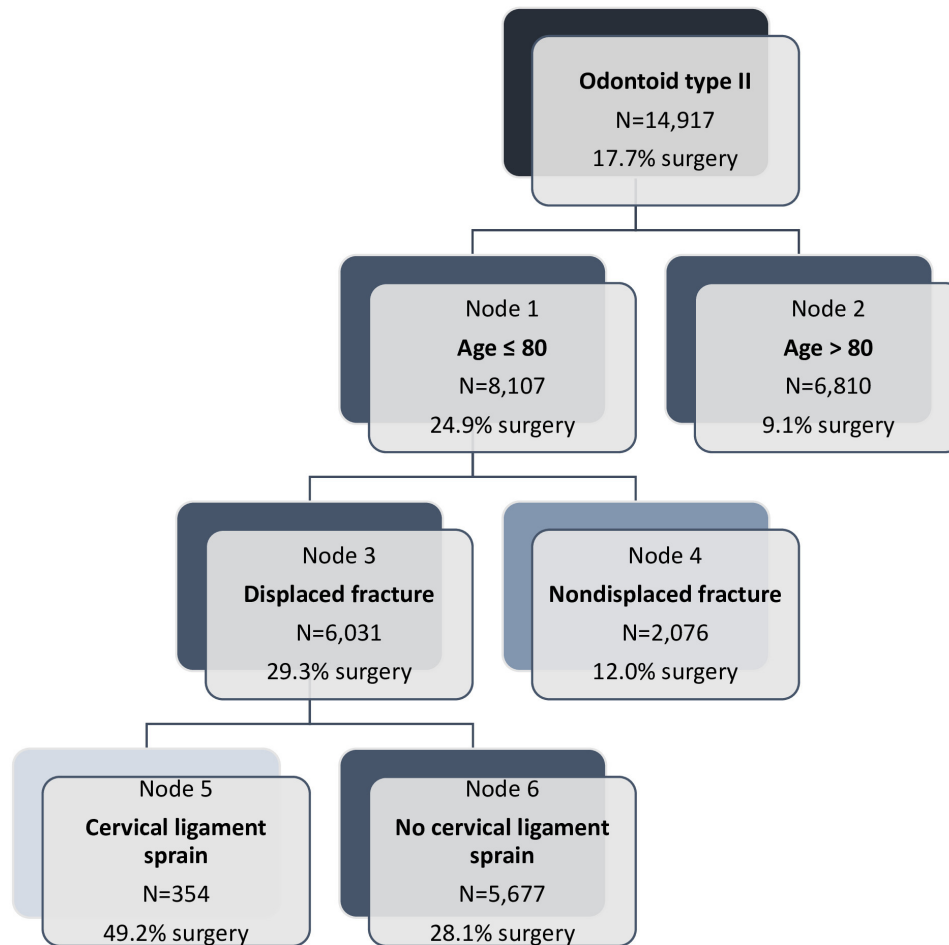 Odontoid type II
N=14,917
17.7% surgery
Node 1
Age ≤ 80
N=8,107
24.9% surgery
Node 2
Age > 80
N=6,810
9.1% surgery
Node 3
Displaced fracture
N=6,031
29.3% surgery
Node 4
Nondisplaced fracture
N=2,076
12.0% surgery
Node 5
Cervical ligament
sprain
N=354
49.2% surgery
Node 6
No cervical ligament
sprain
N=5,677
28.1% surgery